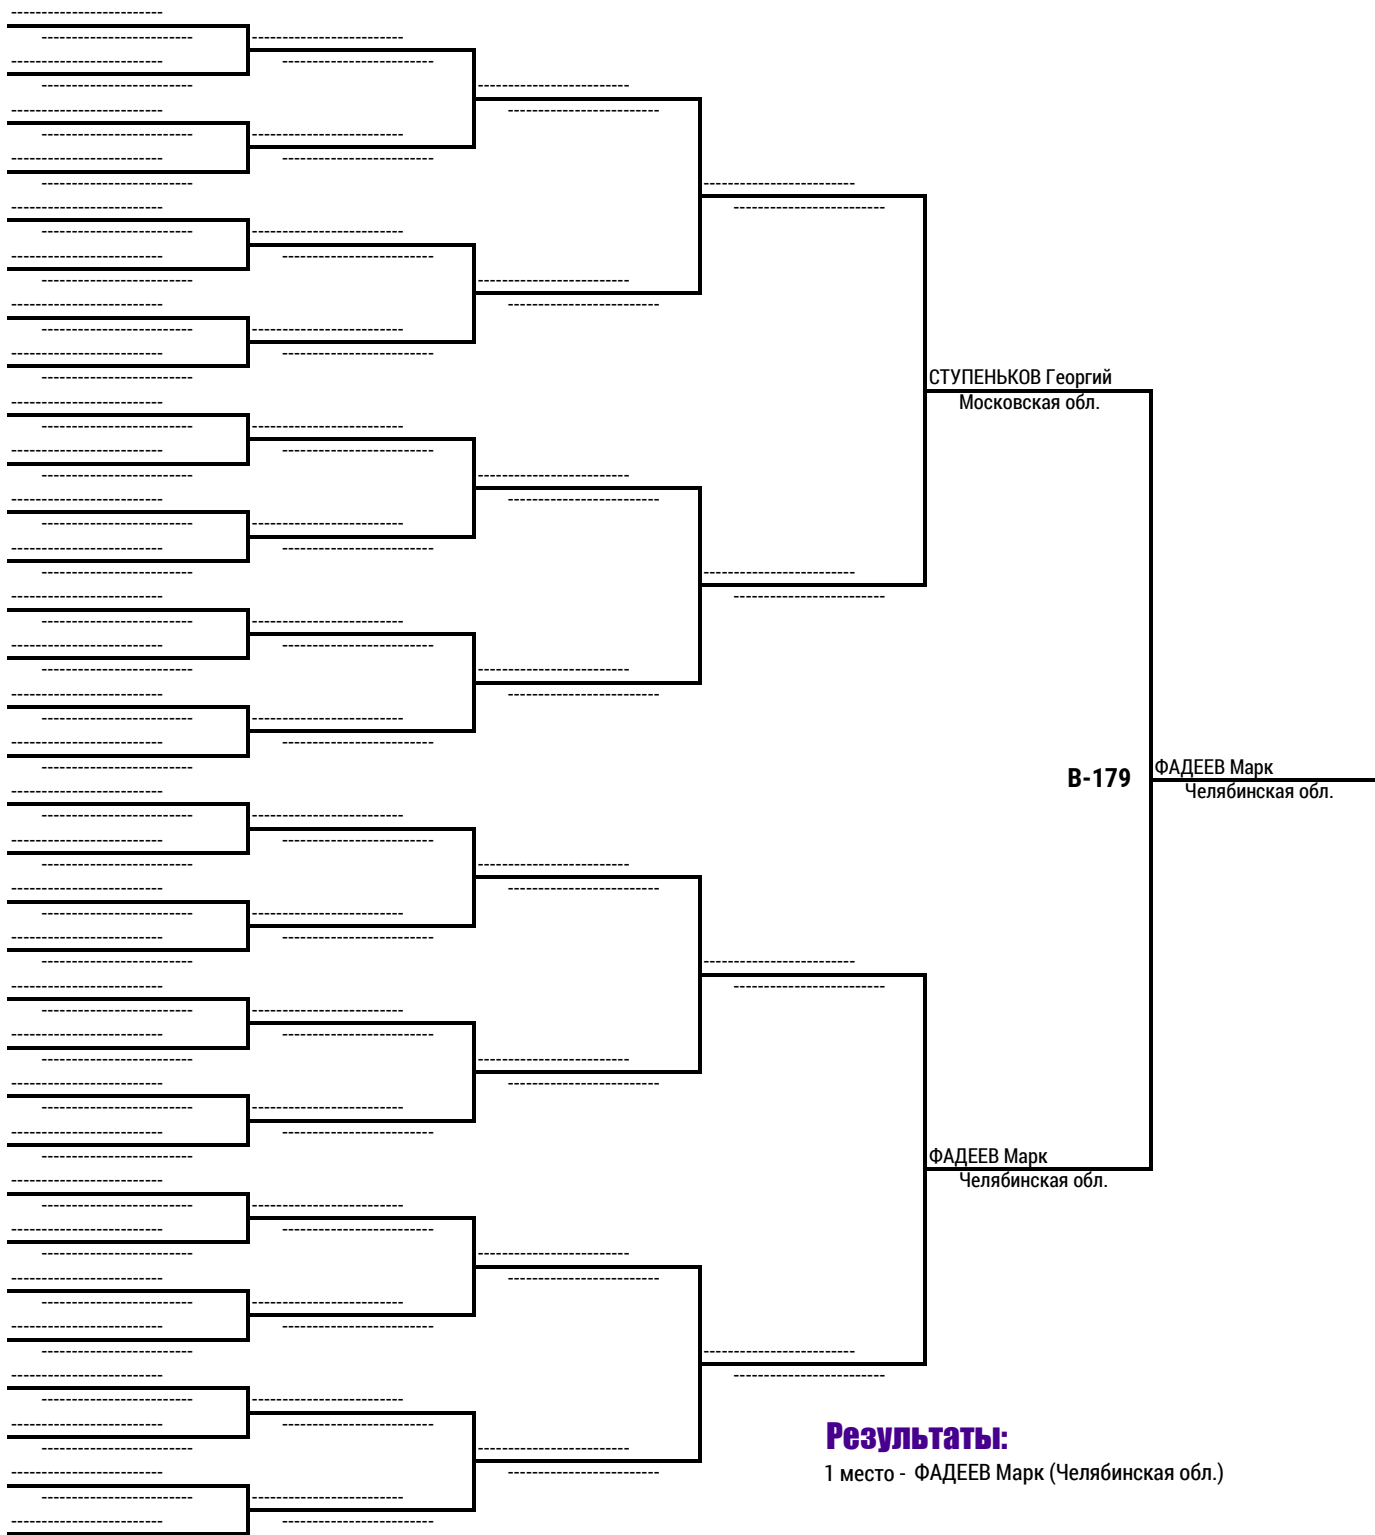 СТУПЕНЬКОВ Георгий
Московская обл.
B-179
ФАДЕЕВ Марк
Челябинская обл.
ФАДЕЕВ Марк
Челябинская обл.
Результаты:
1 место - ФАДЕЕВ Марк (Челябинская обл.)